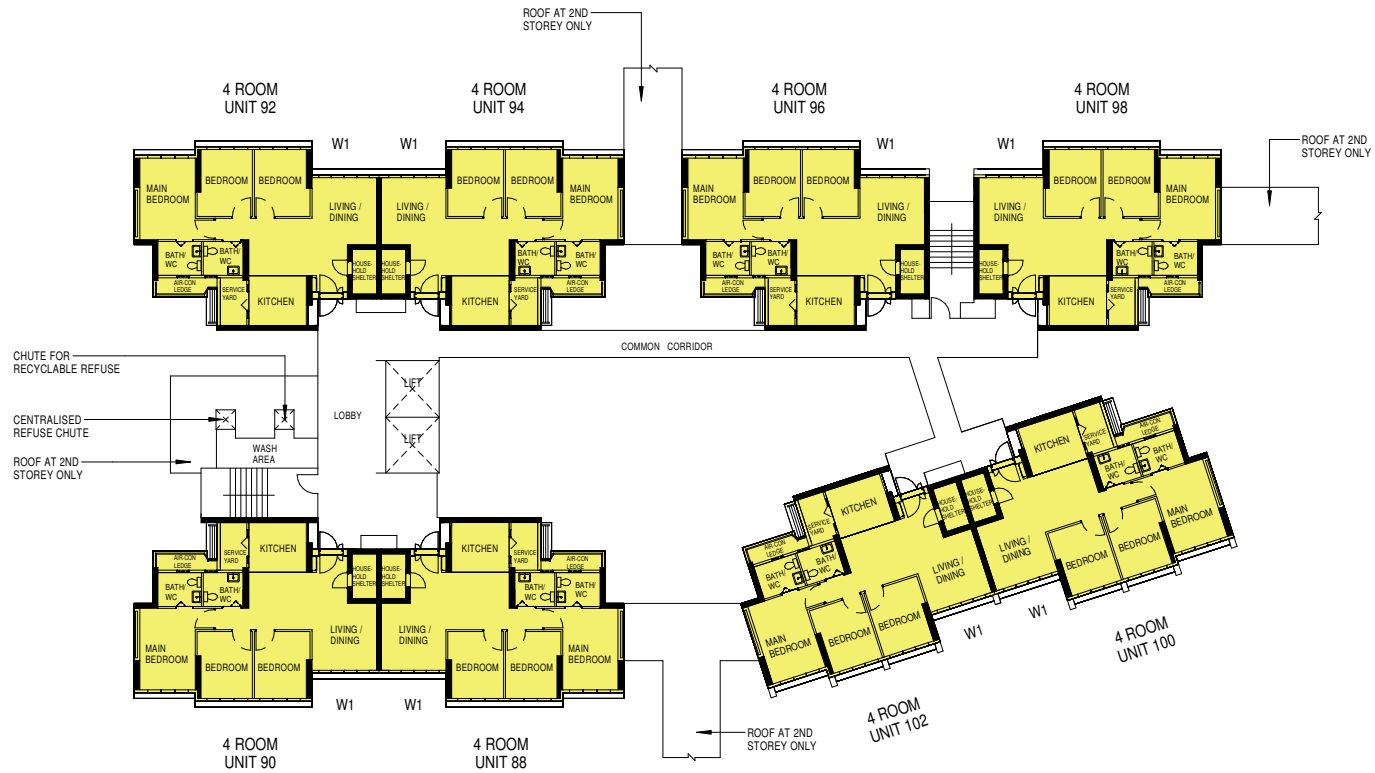 ROOF AT 2ND
STOREY ONLY
4 ROOM
UNIT 92
4 ROOM
UNIT 94
4 ROOM
UNIT 96
4 ROOM
UNIT 98
W1
W1
W1
W1
ROOF AT 2ND
STOREY ONLY
MAIN
BEDROOM
BEDROOM
BEDROOM
LIVING /
DINING
BATH/
WC
BATH/
WC
AIR-CON
LEDGE
SERVICE
YARD
KITCHEN
HOUSE-
HOLD
SHELTER
LIVING /
DINING
BEDROOM
BEDROOM
MAIN
BEDROOM
HOUSE-
HOLD
SHELTER
KITCHEN
SERVICE
YARD
BATH/
WC
BATH/
WC
AIR-CON
LEDGE
MAIN
BEDROOM
BEDROOM
BEDROOM
LIVING /
DINING
BATH/
WC
BATH/
WC
AIR-CON
LEDGE
SERVICE
YARD
KITCHEN
HOUSE-
HOLD
SHELTER
LIVING /
DINING
BEDROOM
BEDROOM
MAIN
BEDROOM
HOUSE-
HOLD
SHELTER
KITCHEN
SERVICE
YARD
BATH/
WC
BATH/
WC
AIR-CON
LEDGE
COMMON CORRIDOR
CHUTE FOR
RECYCLABLE REFUSE
CENTRALISED
REFUSE CHUTE
ROOF AT 2ND
STOREY ONLY
WASH
AREA
LOBBY
LIFT
LIFT
AIR-CON
LEDGE
SERVICE
YARD
KITCHEN
BATH/
WC
BATH/
WC
HOUSE-
HOLD
SHELTER
MAIN
BEDROOM
BEDROOM
BEDROOM
LIVING /
DINING
HOUSE-
HOLD
SHELTER
KITCHEN
SERVICE
YARD
AIR-CON
LEDGE
BATH/
WC
BATH/
WC
LIVING /
DINING
BEDROOM
BEDROOM
MAIN
BEDROOM
AIR-CON
LEDGE
SERVICE
YARD
KITCHEN
BATH/
WC
BATH/
WC
HOUSE-
HOLD
SHELTER
MAIN
BEDROOM
BEDROOM
BEDROOM
LIVING /
DINING
HOUSE-
HOLD
SHELTER
KITCHEN
SERVICE
YARD
AIR-CON
LEDGE
BATH/
WC
BATH/
WC
LIVING /
DINING
BEDROOM
BEDROOM
MAIN
BEDROOM
W1
W1
W1
W1
4 ROOM
UNIT 90
4 ROOM
UNIT 88
ROOF AT 2ND
STOREY ONLY
4 ROOM
UNIT 102
4 ROOM
UNIT 100